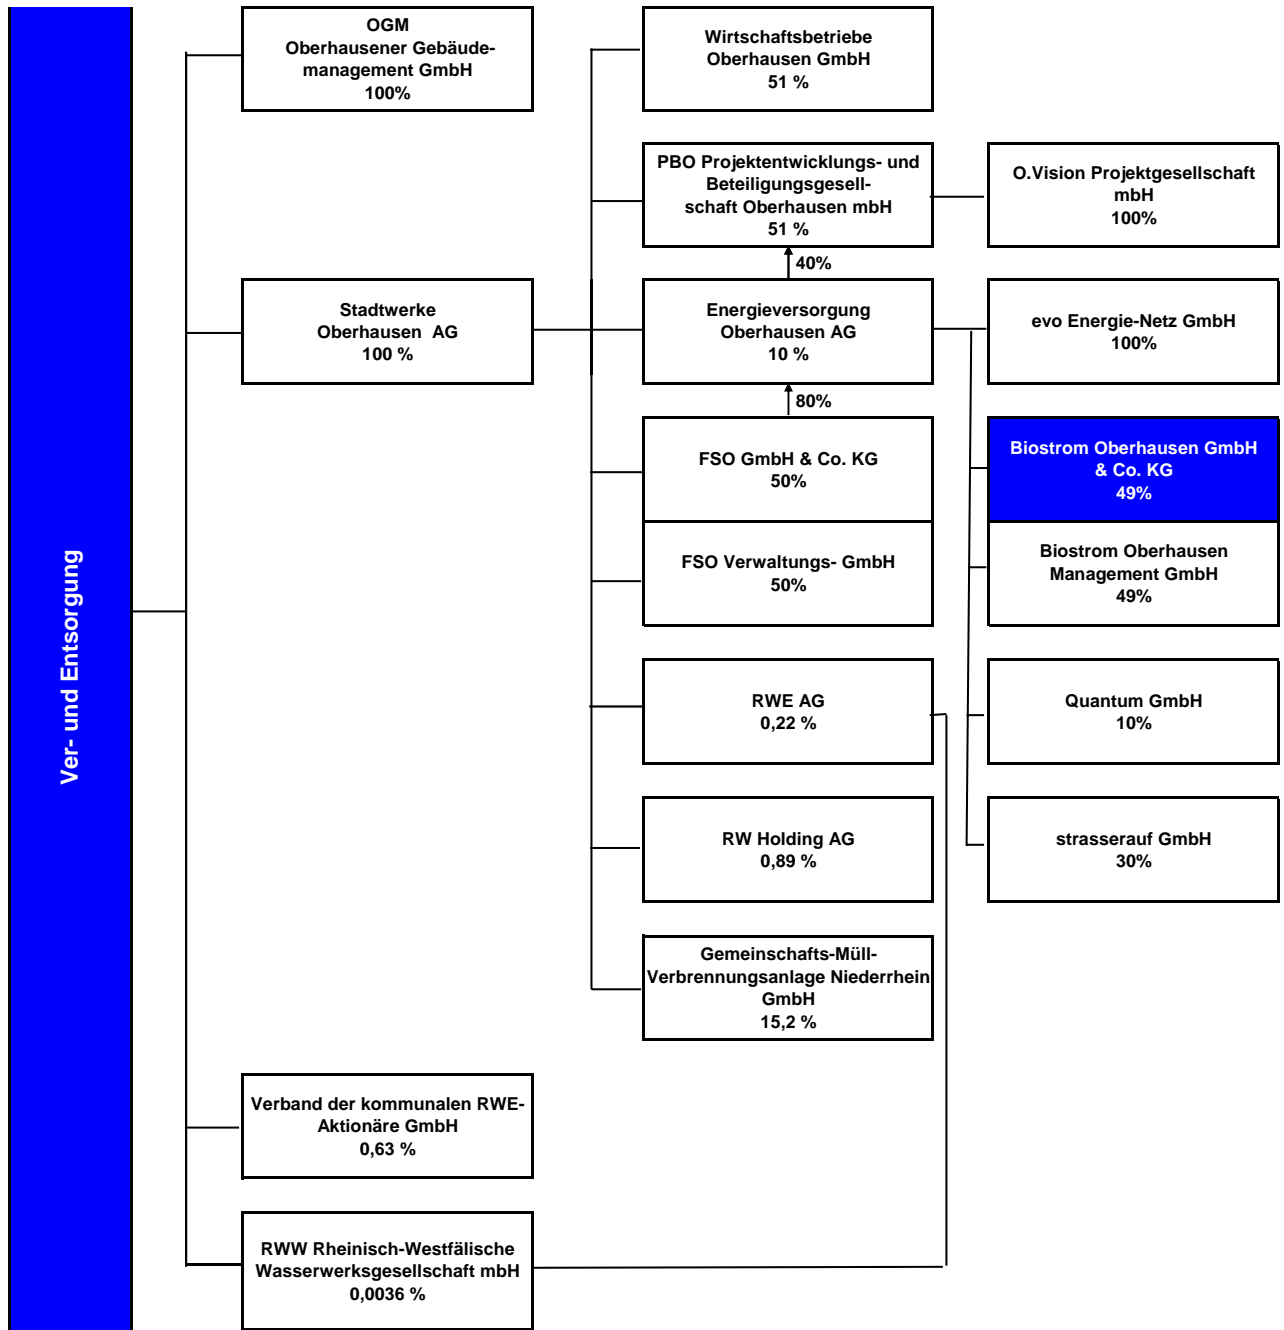 Ver- und Entsorgung
OGM
Oberhausener Gebäude-
management GmbH
100%
Stadtwerke
Oberhausen AG
100 %
Verband der kommunalen RWE-
Aktionäre GmbH
0,63 %
RWW Rheinisch-Westfälische
Wasserwerksgesellschaft mbH
0,0036 %
Wirtschaftsbetriebe
Oberhausen GmbH
51 %
PBO Projektentwicklungs- und
Beteiligungsgesell-
schaft Oberhausen mbH
51 %
40%
Energieversorgung
Oberhausen AG
10 %
80%
FSO GmbH & Co. KG
50%
FSO Verwaltungs- GmbH
50%
RWE AG
0,22 %
RW Holding AG
0,89 %
Gemeinschafts-Müll-
Verbrennungsanlage Niederrhein
GmbH
15,2 %
O.Vision Projektgesellschaft
mbH
100%
evo Energie-Netz GmbH
100%
Biostrom Oberhausen GmbH
& Co. KG
49%
Biostrom Oberhausen
Management GmbH
49%
Quantum GmbH
10%
strasserauf GmbH
30%